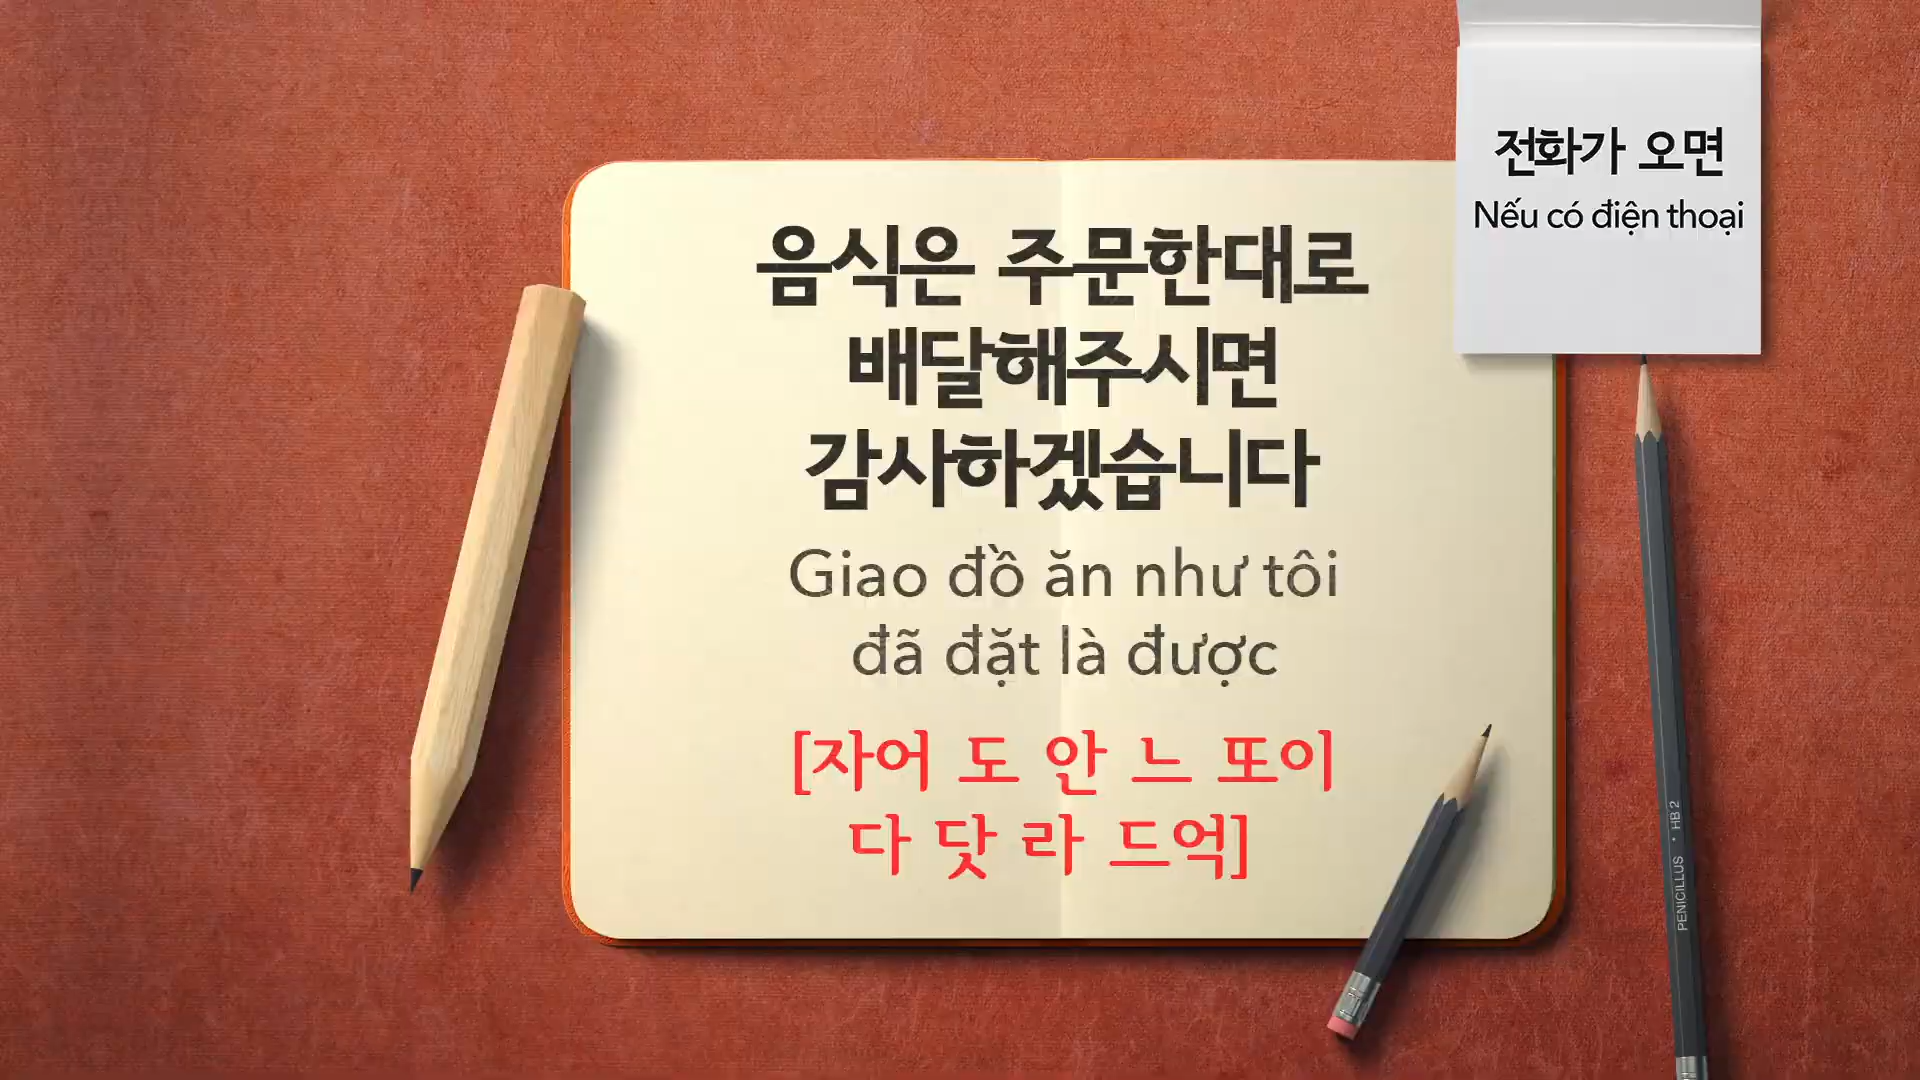 전화가 오면
Nếu có điện thoại
음식은 주문한대로
배달해주시면
감사하겠습니다
Giao đồ ăn như tôi
đã đặt là được
[자어 도 안 느 또이
다 닷 라 드억]
PENICILLUS • HB 2